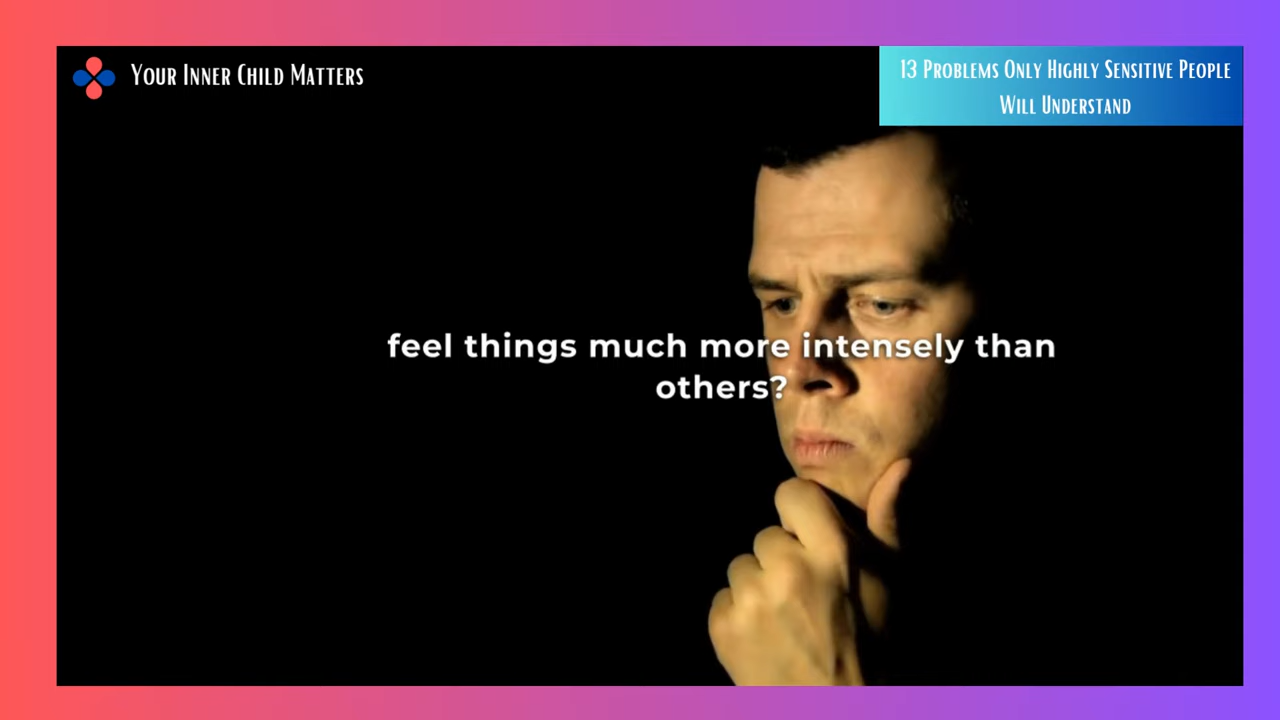 Your Inner Child Matters
13 Problems Only Highly Sensitive People
Will Understand
feel things much more intensely than
others?